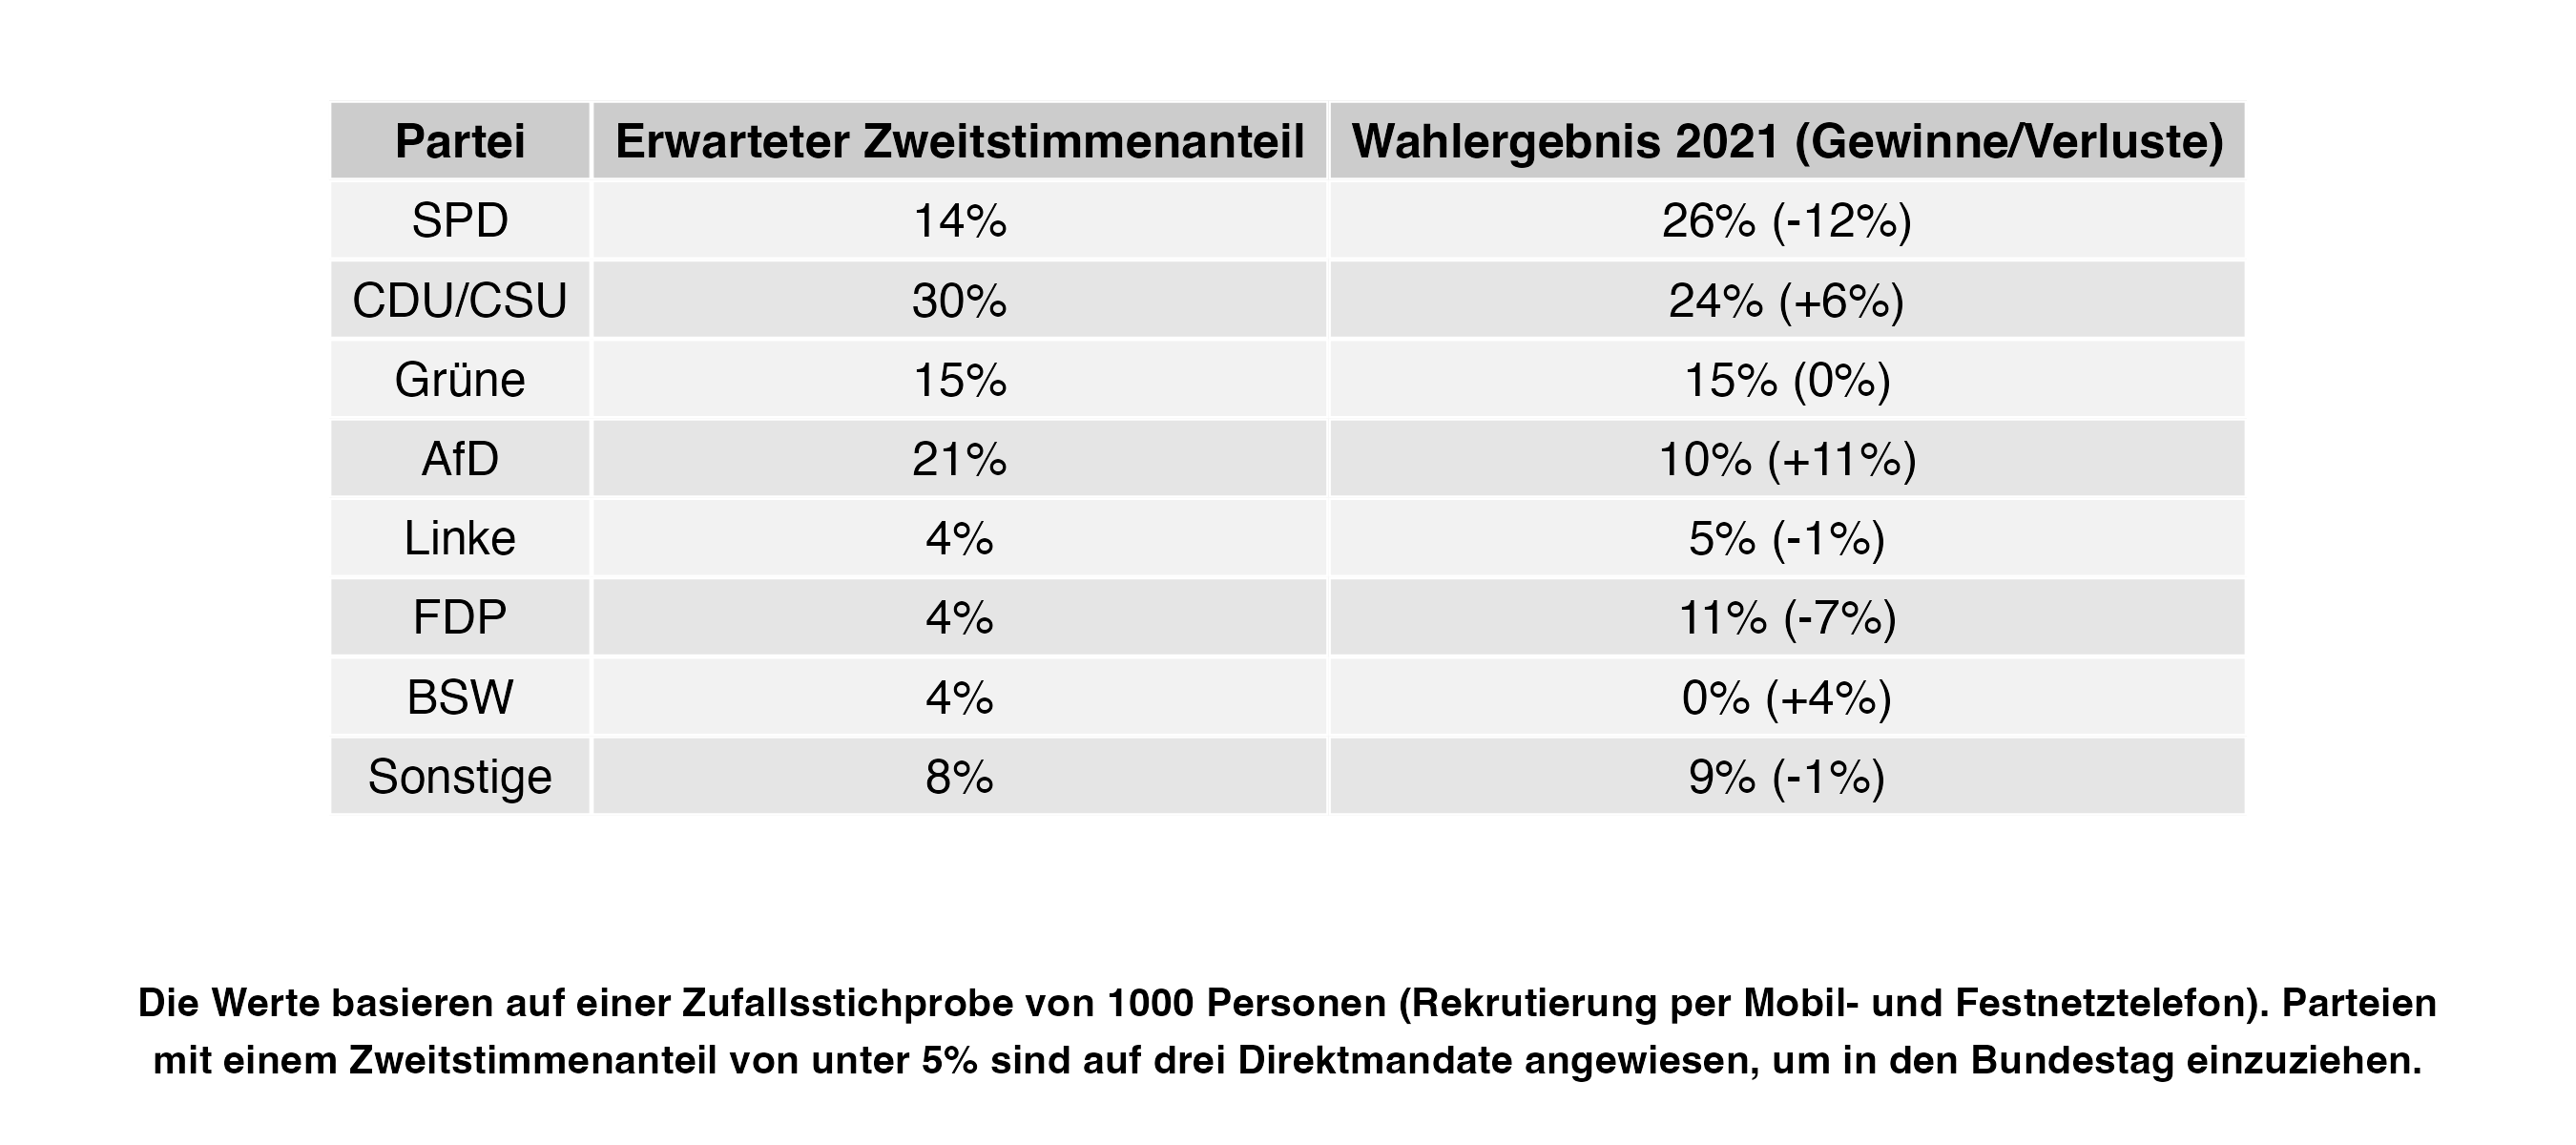 Partei Erwarteter Zweitstimmenanteil Wahlergebnis 2021 (Gewinne/Verluste)
SPD 14% 26% (-12%)
CDU/CSU 30% 24% (+6%)
Grüne 15% 15% (0%)
AfD 21% 10% (+11%)
Linke 4% 5% (-1%)
FDP 4% 11% (-7%)
BSW 4% 0% (+4%)
Sonstige 8% 9% (-1%)
Die Werte basieren auf einer Zufallsstichprobe von 1000 Personen (Rekrutierung per Mobil- und Festnetztelefon). Parteien
mit einem Zweitstimmenanteil von unter 5% sind auf drei Direktmandate angewiesen, um in den Bundestag einzuziehen.